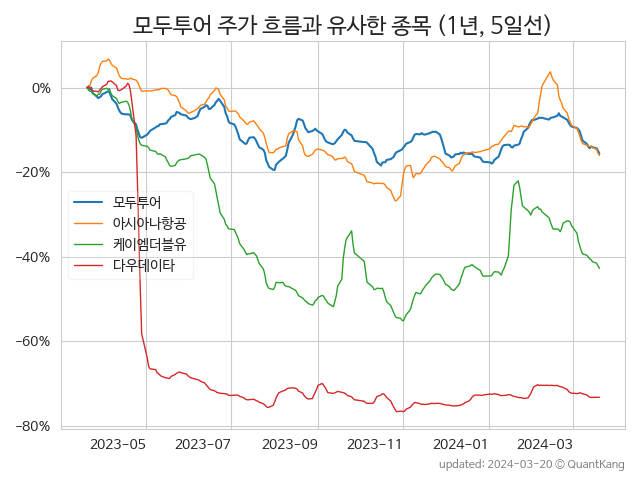 모두투어 주가 흐름과 유사한 종목 (1년, 5일선)
0%
−20%
−40%
−60%
−80%
모두투어
아시아나항공
케이엠더블유
다우데이타
2023-05
2023-07
2023-09
2023-11
2024-01
2024-03
updated: 2024-03-20 © QuantKang